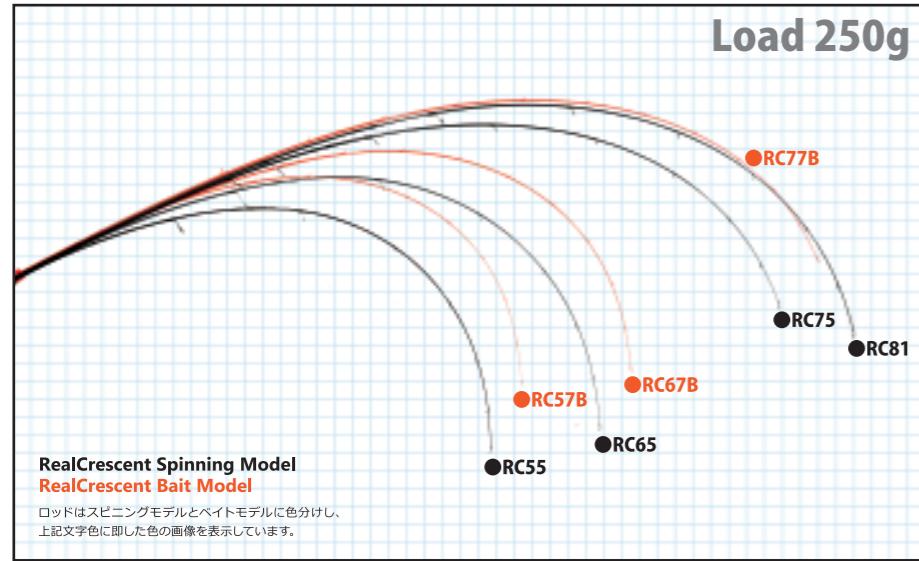 Load 250g
RC77B
RC75
RC81
RC67B
RC57B
RC65
RC55
RealCrescent Spinning Model
RealCrescent Bait Model
ロッドはスピニングモデルとベイトモデルに色分けし、
上記文字色に即した色の画像を表示しています。